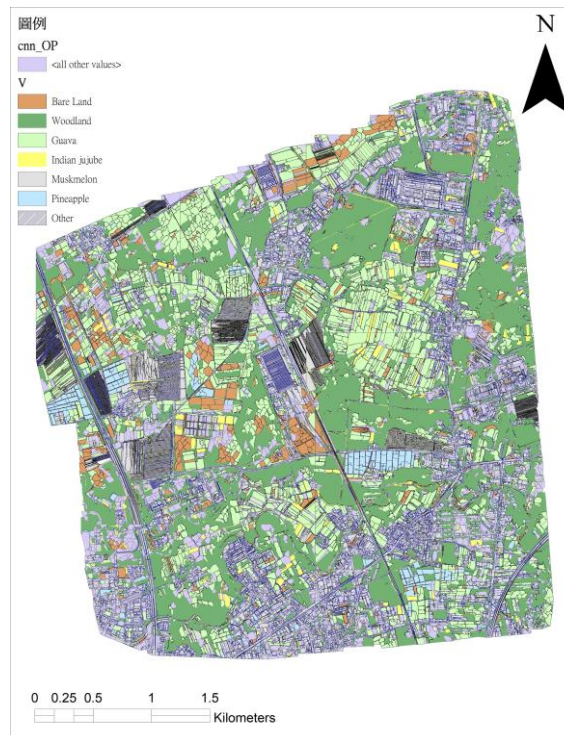 圖例
N
cnn_OP
<all other values>
V
Bare Land
Woodland
Guava
Indian jujube
Muskmelon
Pineapple
Other
0 0.25 0.5 1 1.5
Kilometers